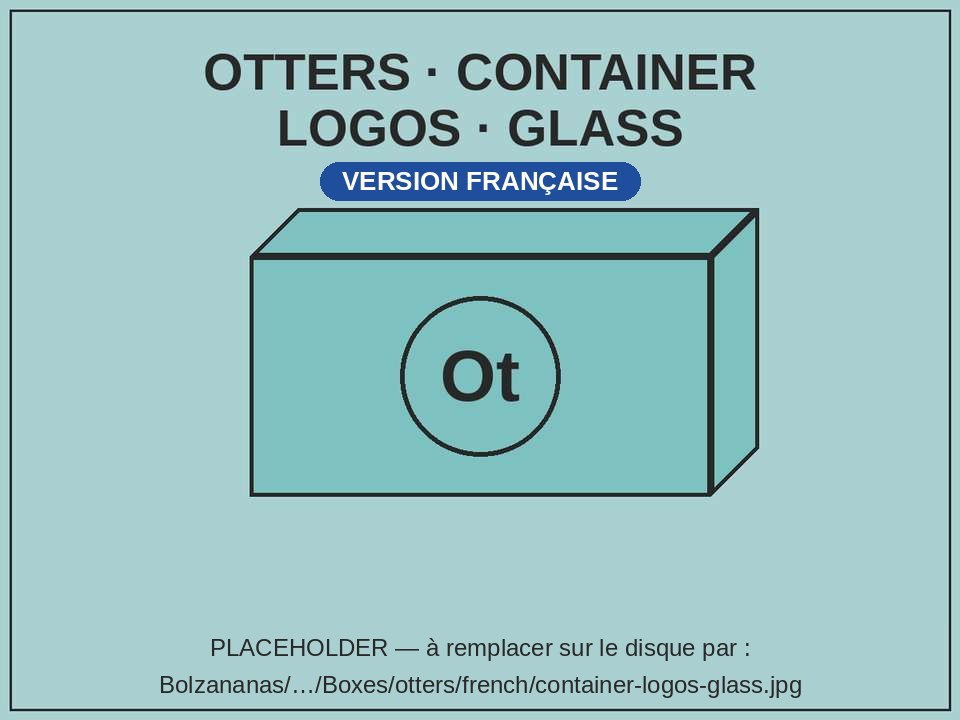 OTTERS · CONTAINER
LOGOS · GLASS
VERSION FRANÇAISE
Ot
PLACEHOLDER — à remplacer sur le disque par :
Bolzananas/…/Boxes/otters/french/container-logos-glass.jpg